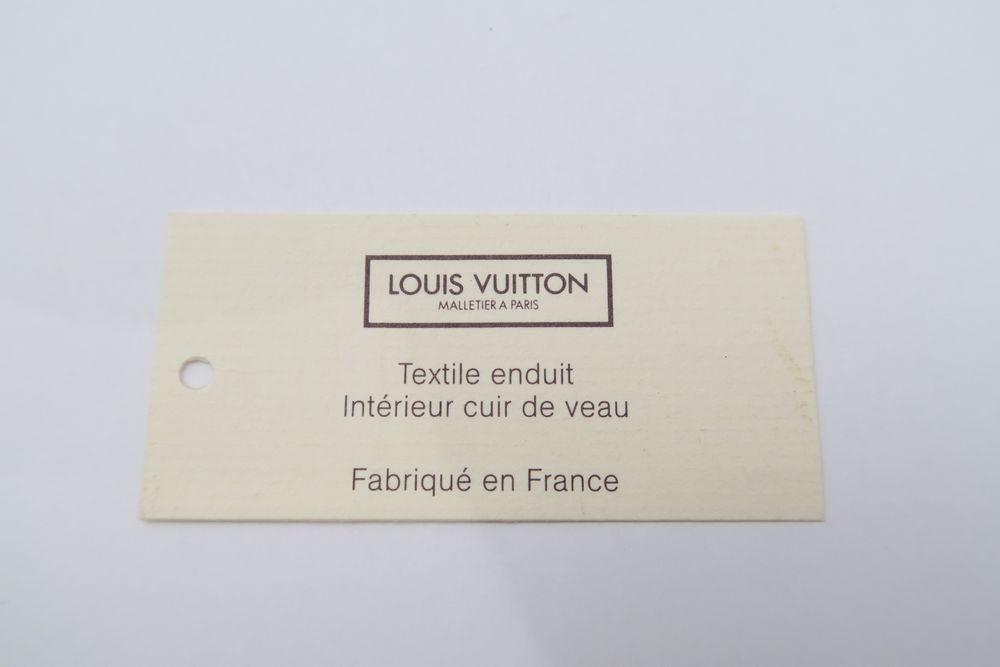 LOUIS VUITTON
MALLETIER A PARIS
Textile enduit
Intérieur cuir de veau
Fabriqué en France